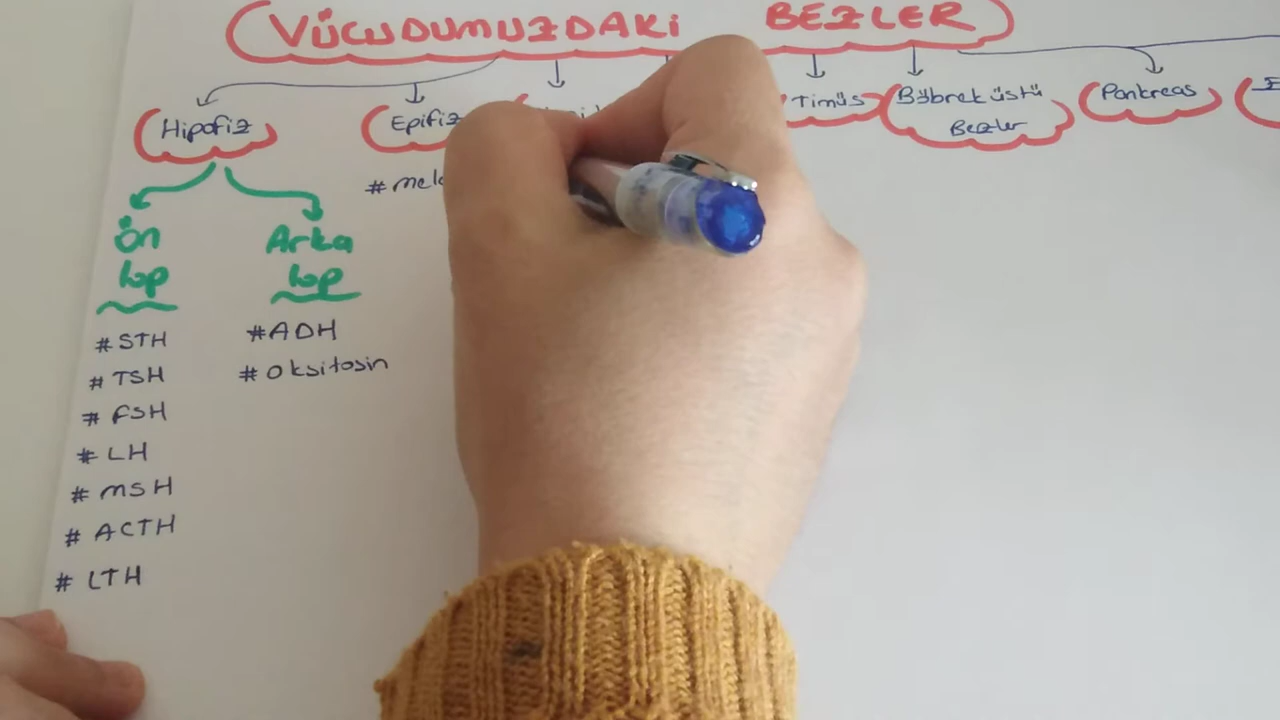 VÜCUDUMUZDAKİ BEZLER
Hipofiz
Epifiz
Timüs
Böbrek üstü
Bezler
Pankreas
Ön
lop
Arka
lop
#STH
#TSH
#FSH
#LH
#MSH
#ACTH
#LTH
#ADH
#Oksitosin